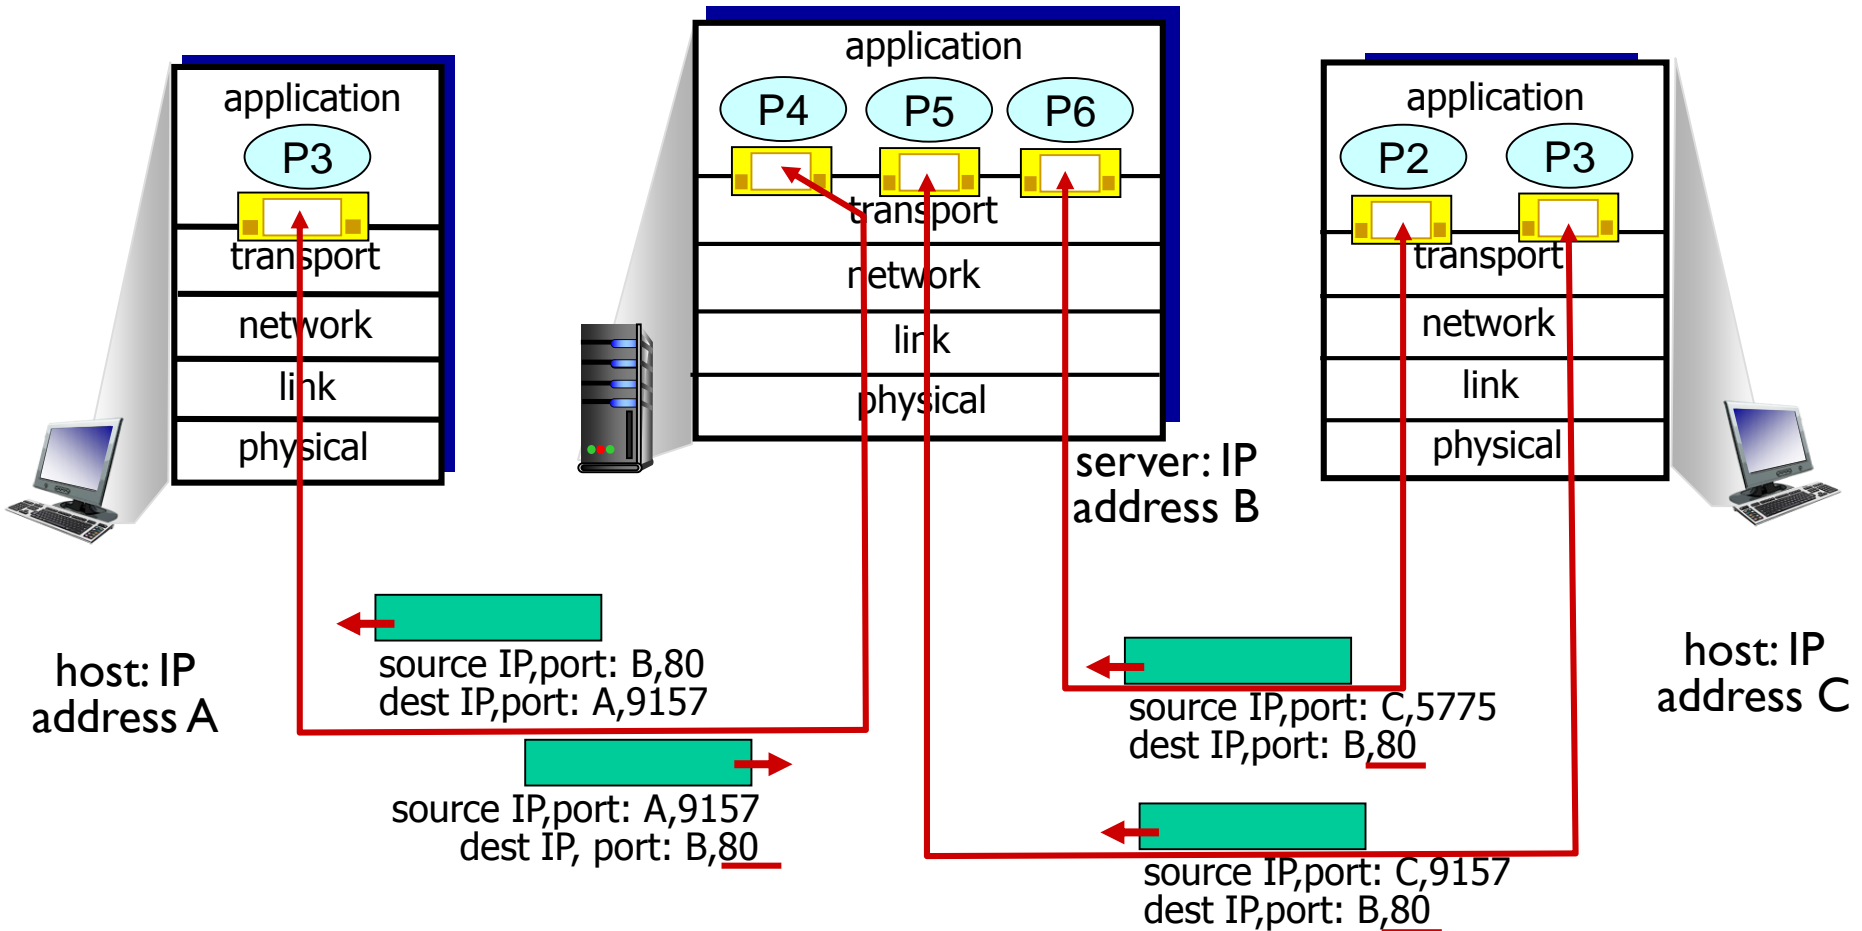 application
P3
transport
network
link
physical
host: IP
address A
application
P4 P5 P6
transport
network
link
physical
server: IP
address B
application
P2 P3
transport
network
link
physical
host: IP
address C
source IP,port: B,80
dest IP,port: A,9157
source IP,port: A,9157
dest IP, port: B,80
source IP,port: C,5775
dest IP,port: B,80
source IP,port: C,9157
dest IP,port: B,80